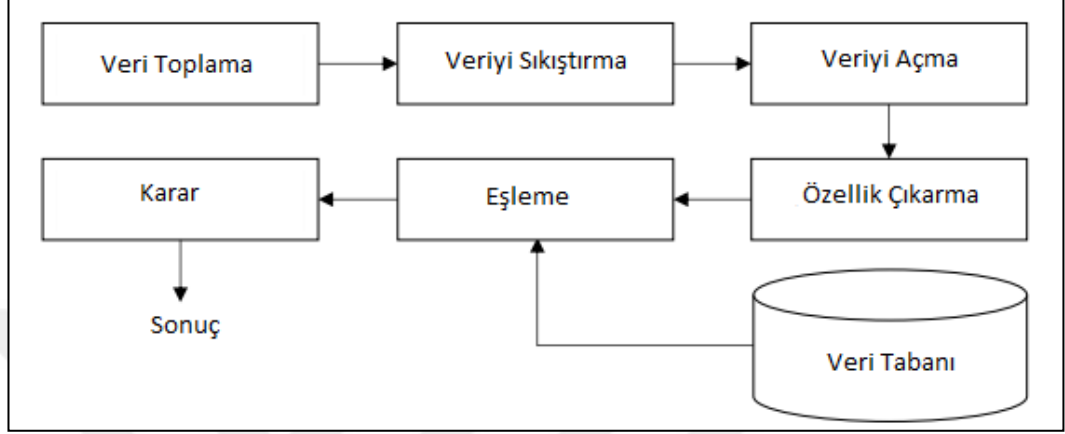 Veri Toplama
Veriyi Sıkıştırma
Veriyi Açma
Karar
Eşleme
Özellik Çıkarma
Sonuç
Veri Tabanı